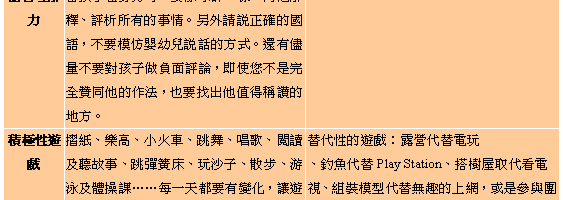 力
釋、評析所有的事情。另外請說正確的國
語，不要模仿嬰幼兒說話的方式。還有儘
量不要對孩子做負面評論，即使您不是完
全贊同他的作法，也要找出他值得稱讚的
地方。
積極性遊
戲
摺紙、樂高、小火車、跳舞、唱歌、閱讀
及聽故事、跳彈簧床、玩沙子、散步、游
泳及體操課……每一天都要有變化，讓遊
替代性的遊戲：露營代替電玩
、釣魚代替 Play Station、搭樹屋取代看電
視、組裝模型代替無趣的上網，或是參與團